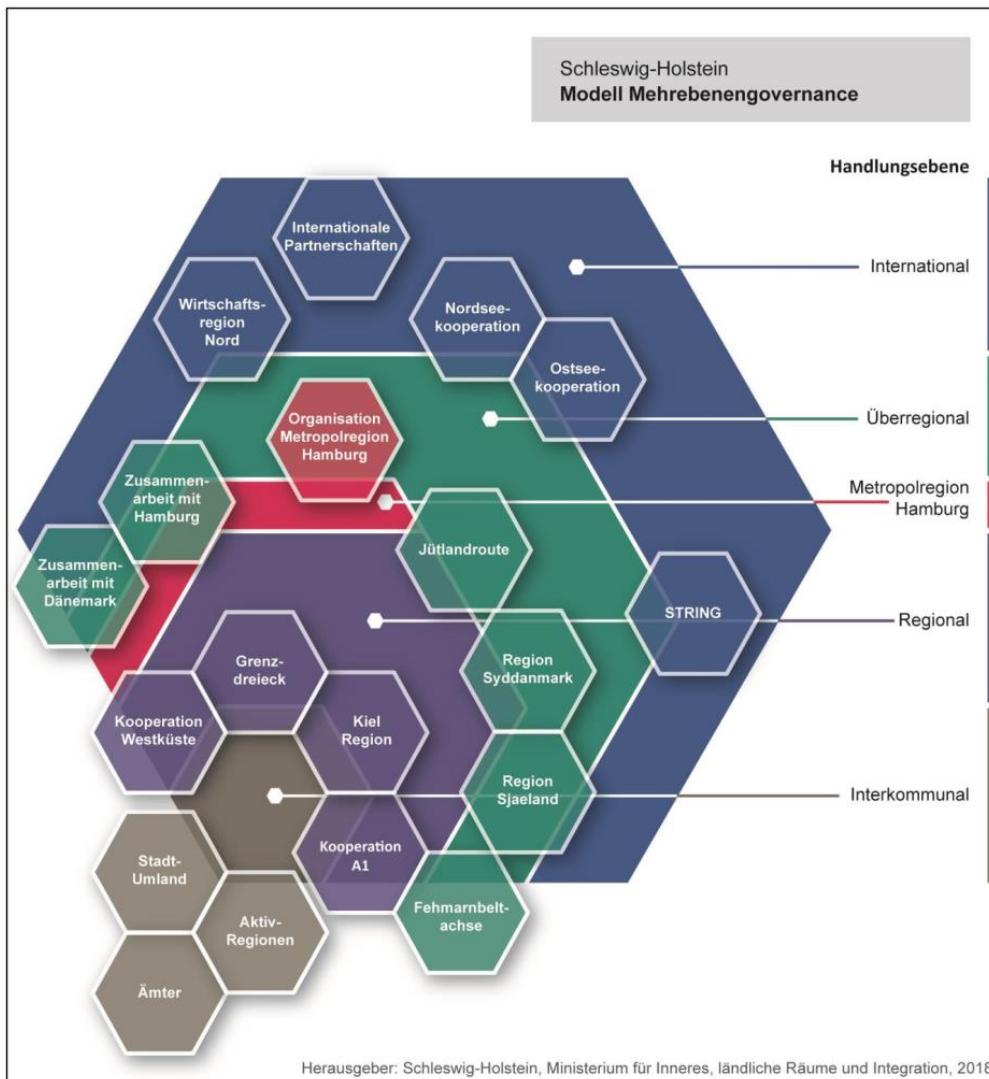 Schleswig-Holstein
Modell Mehrebenengovernance
Handlungsebene
International
Überregional
Metropolregion
Hamburg
Regional
Interkommunal
Internationale
Partnerschaften
Wirtschafts-
region
Nord
Nordsee-
kooperation
Ostsee-
kooperation
Organisation
Metropolregion
Hamburg
Zusammen-
arbeit mit
Hamburg
Zusammen-
arbeit mit
Dänemark
Jütlandroute
STRING
Region
Syddanmark
Grenz-
dreieck
Kooperation
Westküste
Kiel
Region
Region
Sjaeland
Kooperation
A1
Stadt-
Umland
Aktiv-
Regionen
Fehmarnbelt-
achse
Ämter
Herausgeber: Schleswig-Holstein, Ministerium für Inneres, ländliche Räume und Integration, 2018